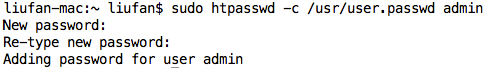 liufan-mac:~ liufan$ sudo htpasswd -c /usr/user.passwd admin
New password:
Re-type new password:
Adding password for user admin